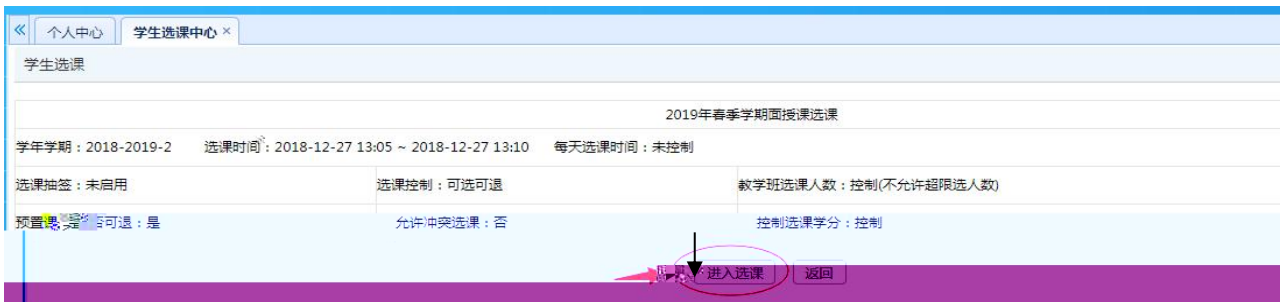 个人中心 学生选课中心 ×
学生选课
2019年春季学期面授课选课
学年学期：2018-2019-2 选课时间：2018-12-27 13:05 ~ 2018-12-27 13:10 每天选课时间：未控制
选课抽签：未启用 选课控制：可选可退 教学班选课人数：控制(不允许超限选人数)
预置课 可退：是 允许冲突选课：否 控制选课学分：控制
进入选课 返回